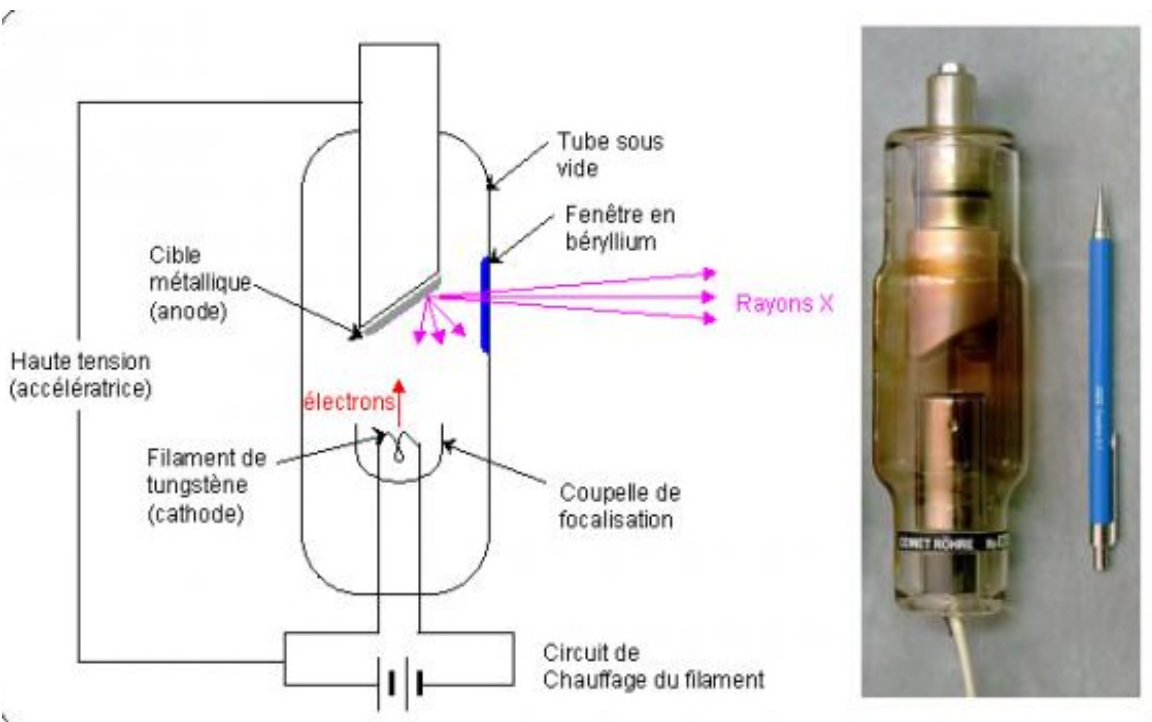 Tube sous
vide
Fenêtre en
béryllium
Cible
métallique
(anode)
Rayons X
Haute tension
(accélératrice)
électrons
Filament de
tungstène
(cathode)
Coupelle de
focalisation
Circuit de
Chauffage du filament
COMET RÖHRE